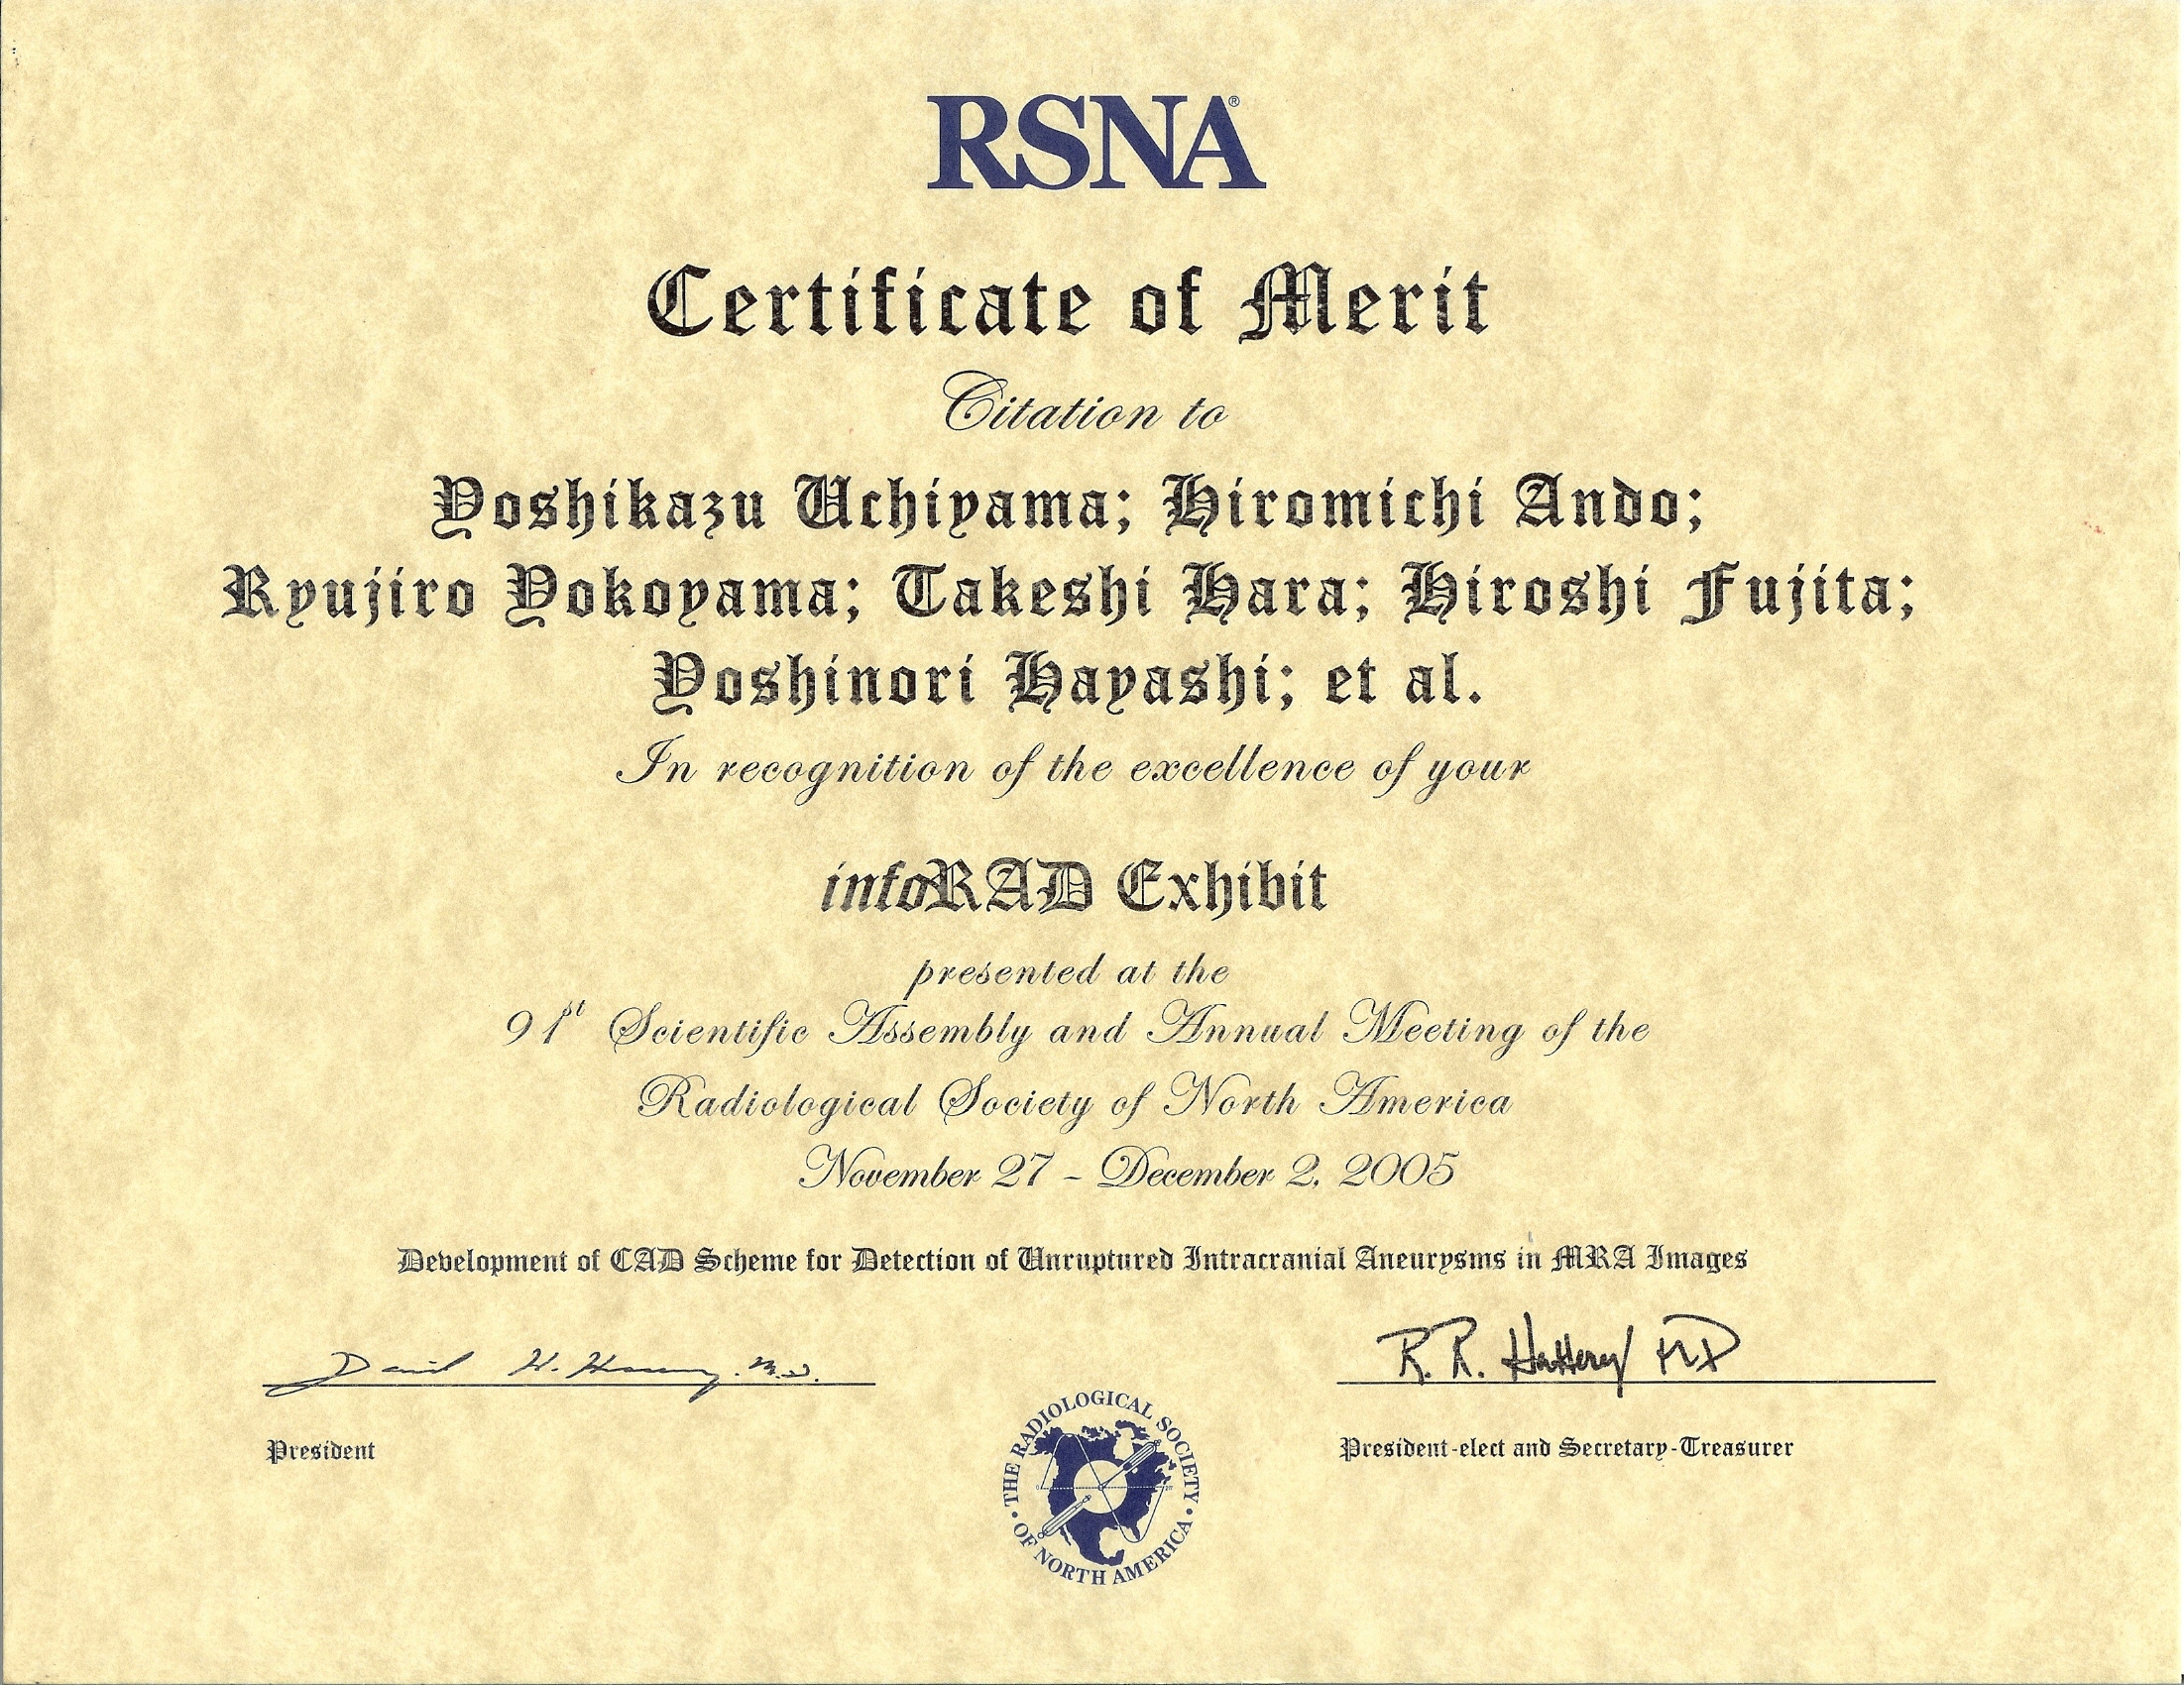 RSNA®
Certificate of Merit
Citation to
Yoshikazu Uchiyama; Hiromichi Ando;
Ryujiro Yokoyama; Takeshi Hara; Hiroshi Fujita;
Yoshinori Hayashi; et al.
In recognition of the excellence of your
infoRAD Exhibit
presented at the
91st Scientific Assembly and Annual Meeting of the
Radiological Society of North America
November 27 - December 2, 2005
Development of CAD Scheme for Detection of Unruptured Intracranial Aneurysms in MRA Images
David H. M.D.
R. R. Hattery MD
President
President-elect and Secretary-Treasurer
• THE RADIOLOGICAL SOCIETY •
OF NORTH AMERICA